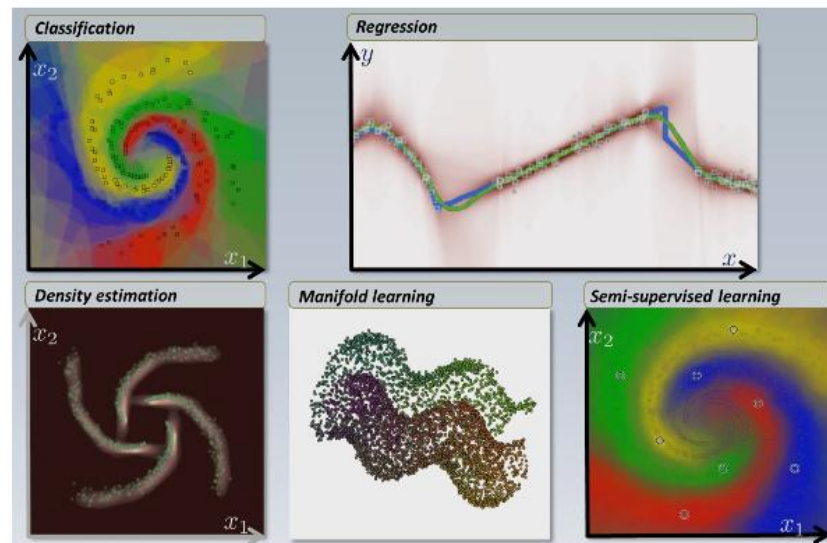 Classification
x₂
x₁
Regression
y
x
Density estimation
x₂
x₁
Manifold learning
Semi-supervised learning
x₂
x₁